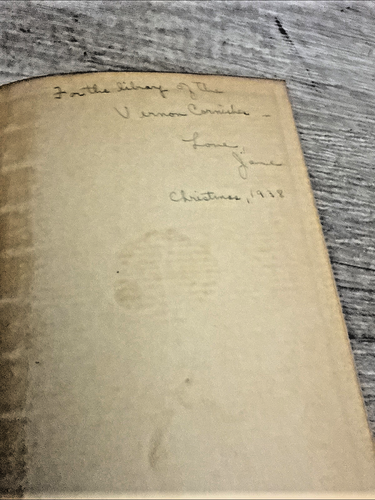 For the library of the
Vernon Cornishes -
Love,
Jane
Christmas, 1938